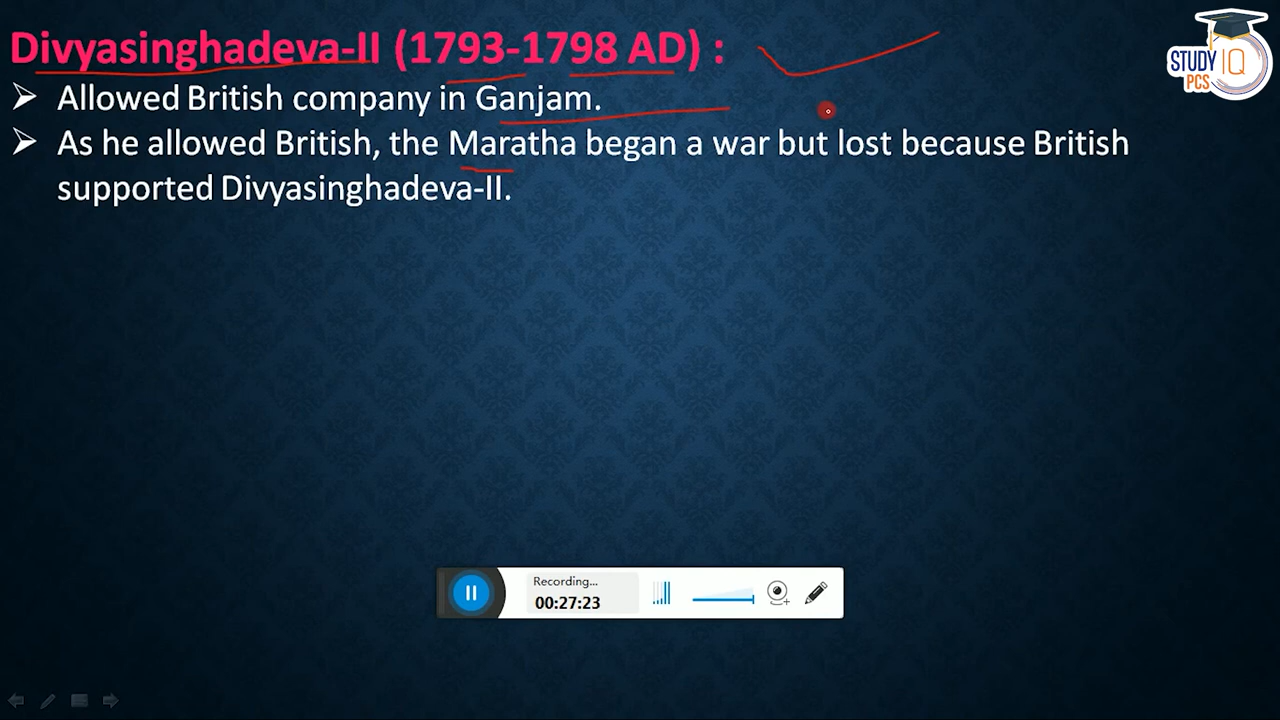 Divyasinghadeva-II (1793-1798 AD) :
STUDY IQ
PCS
➢ Allowed British company in Ganjam.
➢ As he allowed British, the Maratha began a war but lost because British
supported Divyasinghadeva-II.
Recording...
00:27:23